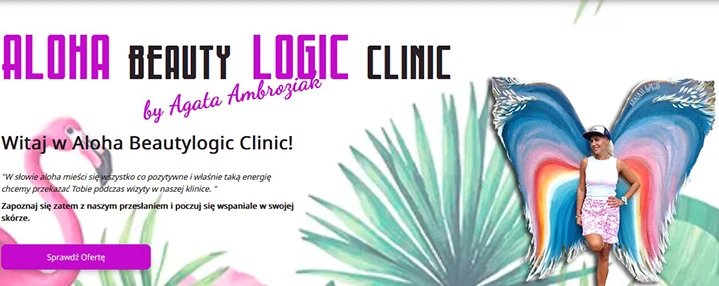 ALOHA BEAUTY LOGIC CLINIC
by Agata Ambroziak
Witaj w Aloha Beautylogic Clinic!
"W słowie aloha mieści się wszystko co pozytywne i właśnie taką energię
chcemy przekazać Tobie podczas wizyty w naszej klinice. "
Zapoznaj się zatem z naszym przesłaniem i poczuj się wspaniale w swojej
skórze.
Sprawdź Ofertę